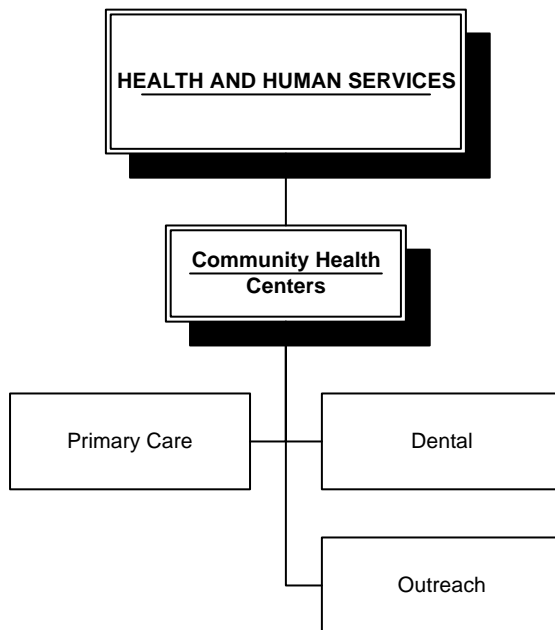 HEALTH AND HUMAN SERVICES
Community Health
Centers
Primary Care
Dental
Outreach